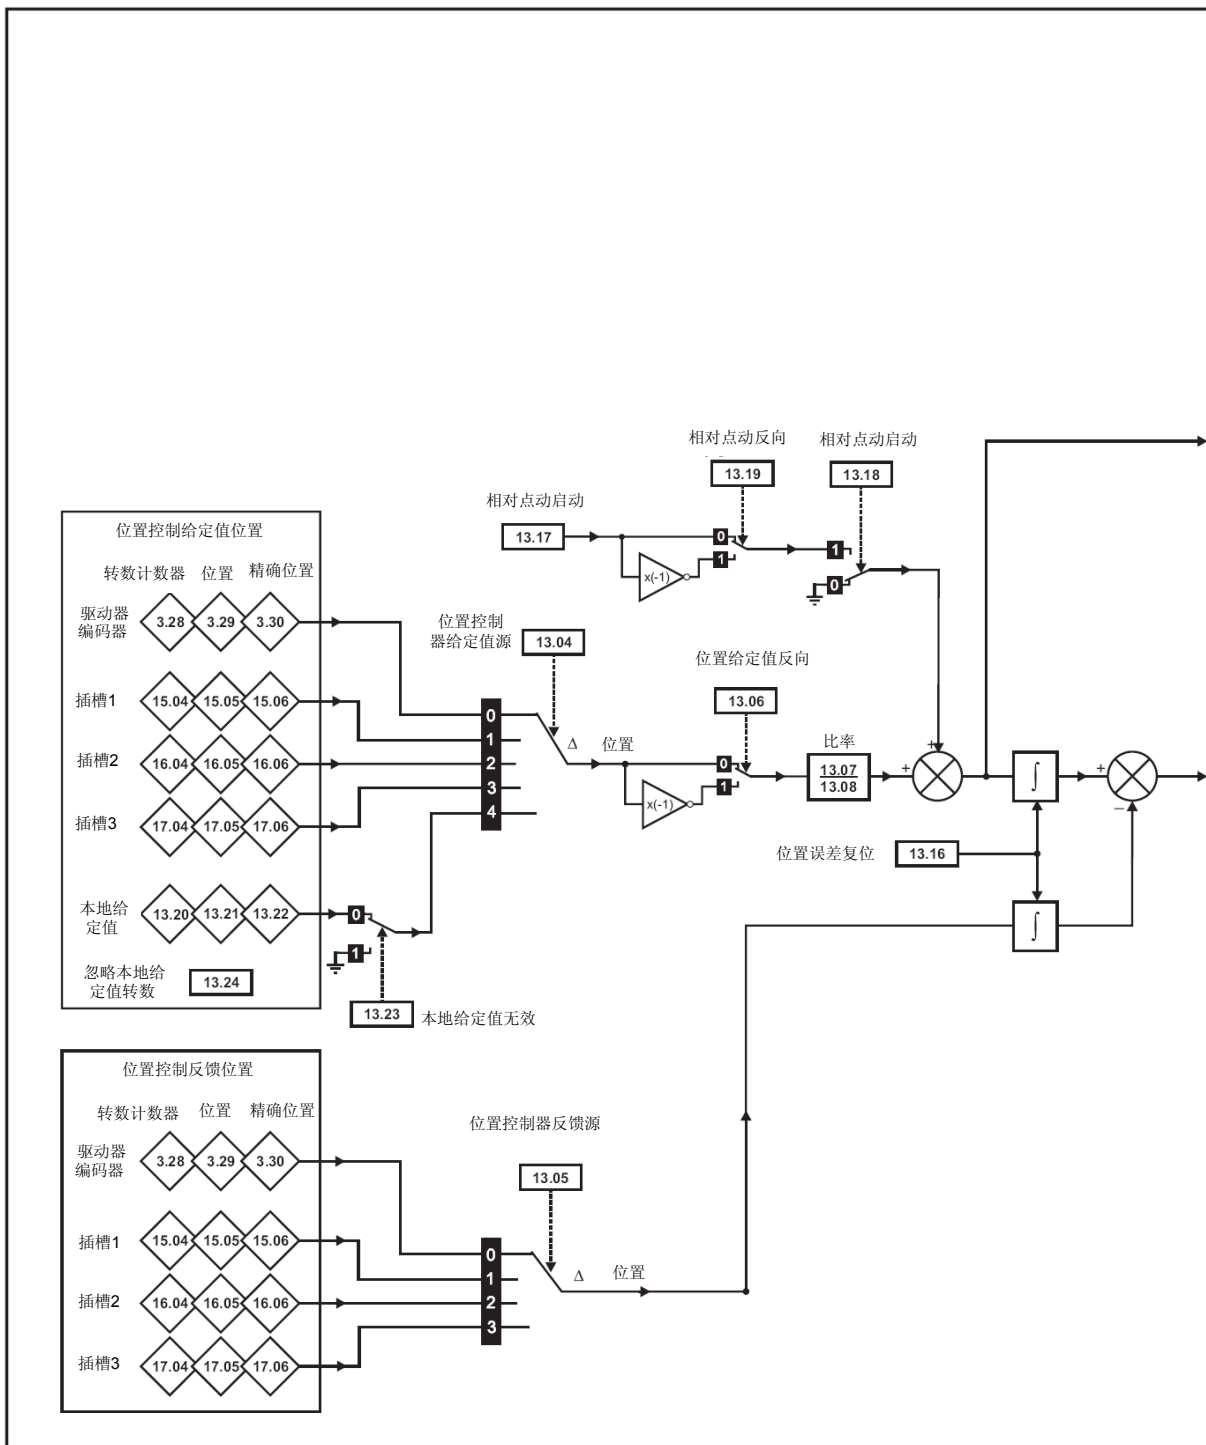 相对点动反向
相对点动启动
13.19
13.18
相对点动启动
13.17
0
1
x(-1)
1
0
位置控制给定值位置
转数计数器 位置 精确位置
驱动器
编码器
3.28 3.29 3.30
插槽1
15.04 15.05 15.06
插槽2
16.04 16.05 16.06
插槽3
17.04 17.05 17.06
本地给
定值
13.20 13.21 13.22
忽略本地给
定值转数
13.24
0
1
13.23
本地给定值无效
位置控制
器给定值源
13.04
0
1
2
3
4
Δ 位置
位置给定值反向
13.06
0
1
x(-1)
比率
13.07
13.08
+
+
∫
+
−
位置误差复位
13.16
∫
位置控制反馈位置
转数计数器 位置 精确位置
驱动器
编码器
3.28 3.29 3.30
插槽1
15.04 15.05 15.06
插槽2
16.04 16.05 16.06
插槽3
17.04 17.05 17.06
位置控制器反馈源
13.05
0
1
2
3
Δ 位置